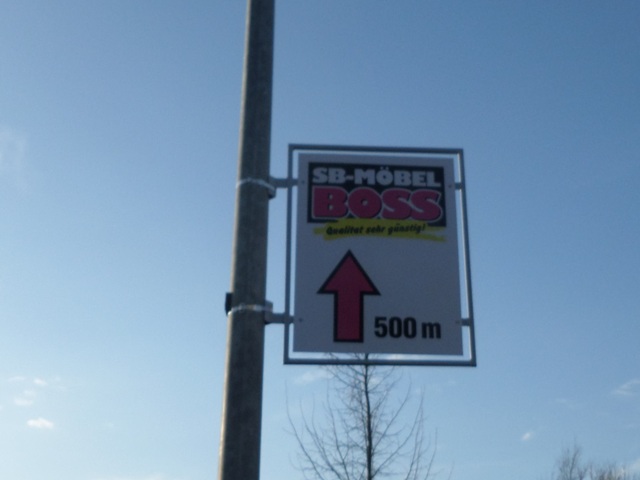 SB-MÖBEL
BOSS
Qualität sehr günstig!
500 m